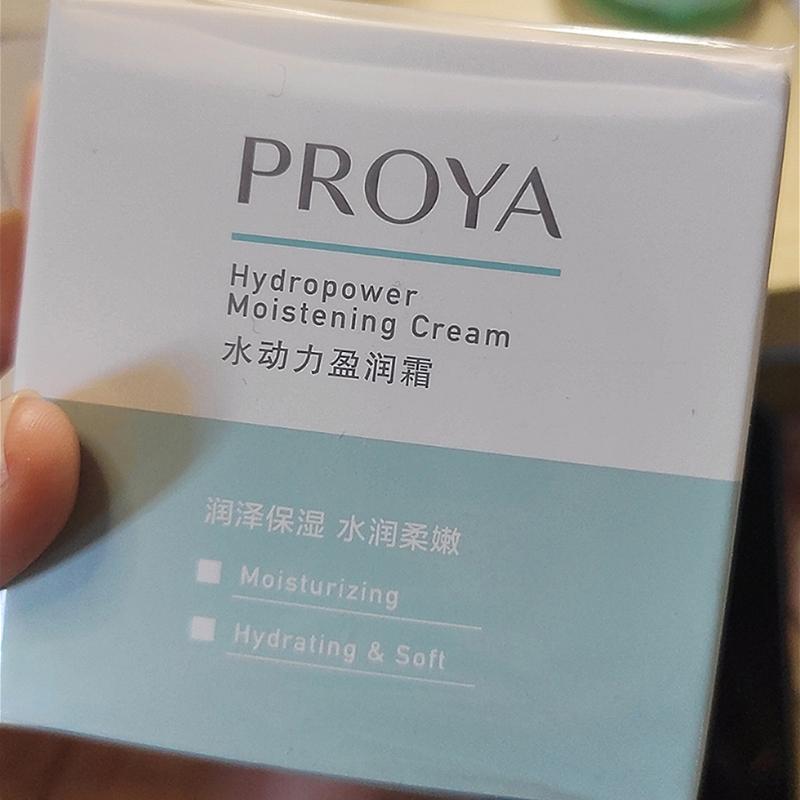 PROYA
Hydropower
Moistening Cream
水动力盈润霜
润泽保湿 水润柔嫩
Moisturizing
Hydrating & Soft